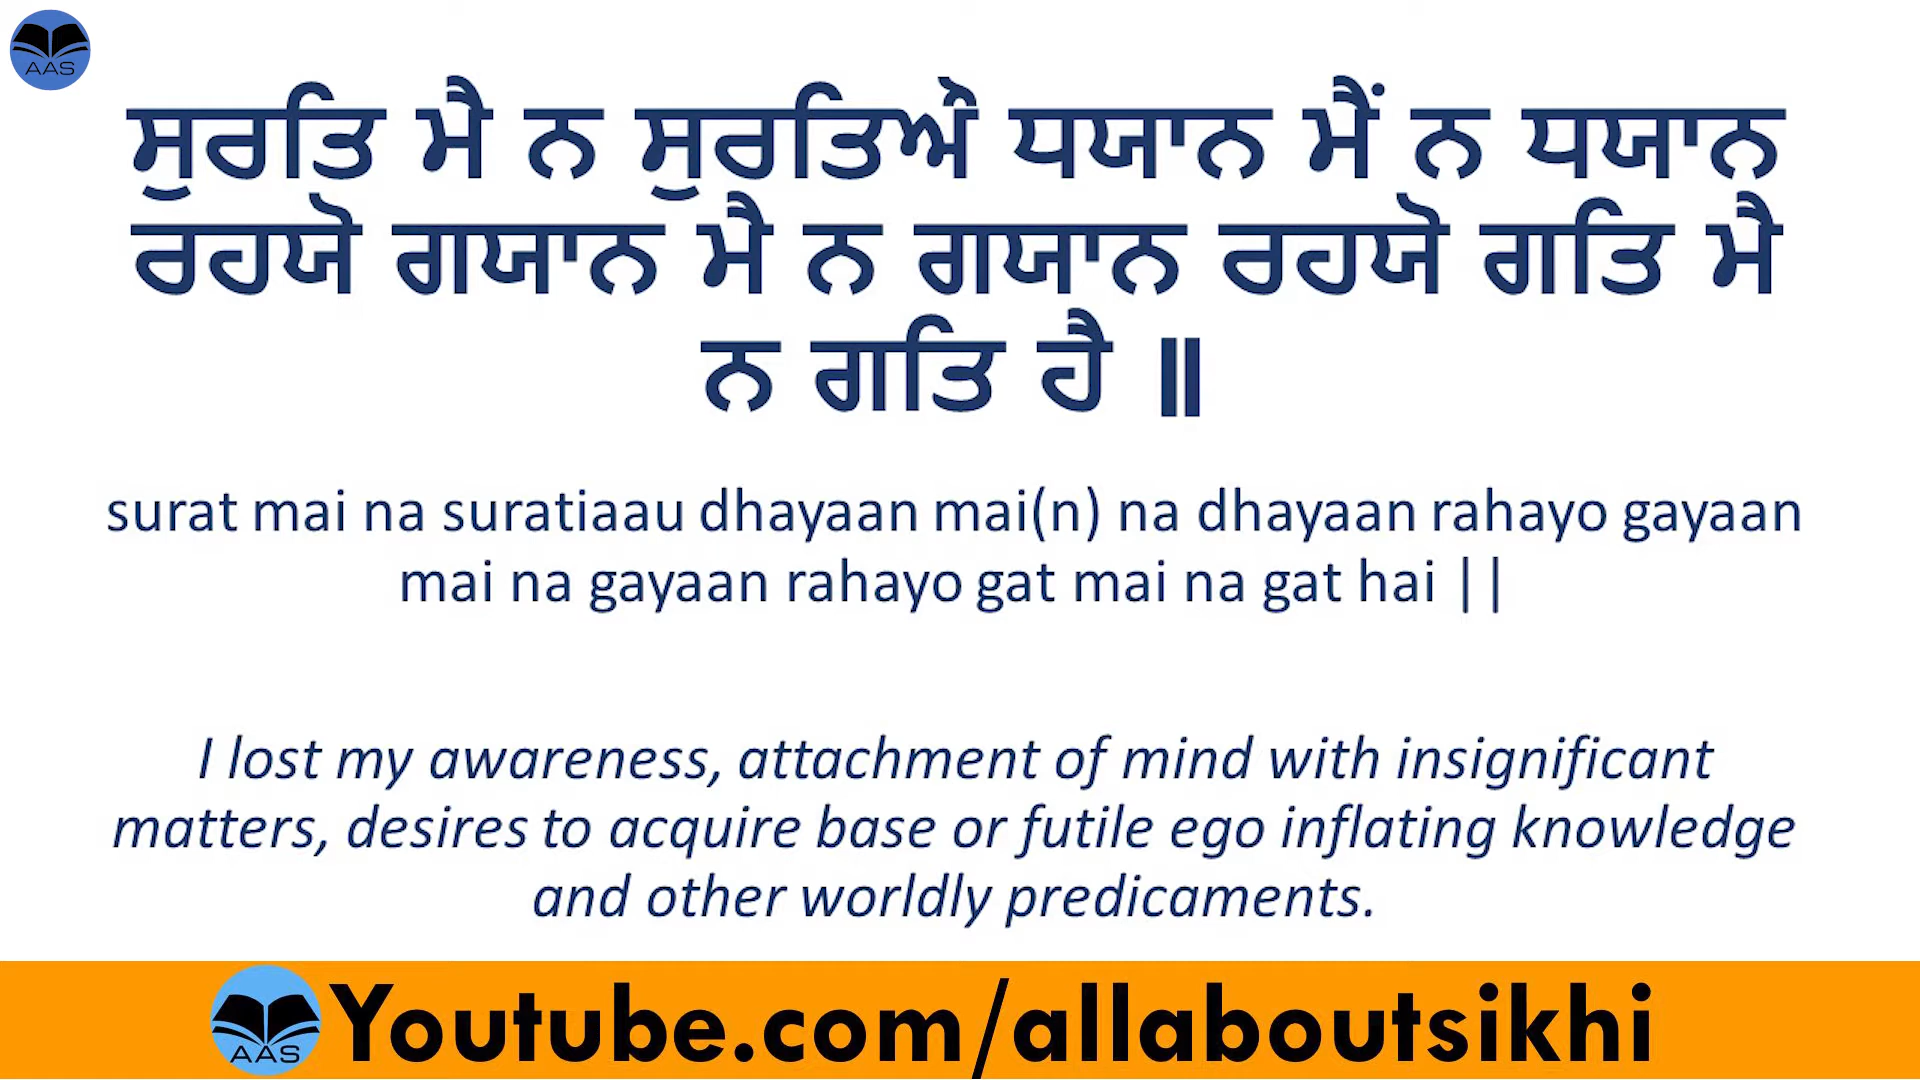 AAS
ਸੁਰਤਿ ਮੈ ਨ ਸੁਰਤਿਔ ਧਯਾਨ ਮੈਂ ਨ ਧਯਾਨ
ਰਹਯੋ ਗਯਾਨ ਮੈ ਨ ਗਯਾਨ ਰਹਯੋ ਗਤਿ ਮੈ
ਨ ਗਤਿ ਹੈ ॥
surat mai na suratiaau dhayaan mai(n) na dhayaan rahayo gayaan
mai na gayaan rahayo gat mai na gat hai ||
I lost my awareness, attachment of mind with insignificant
matters, desires to acquire base or futile ego inflating knowledge
and other worldly predicaments.
AAS Youtube.com/allaboutsikhi